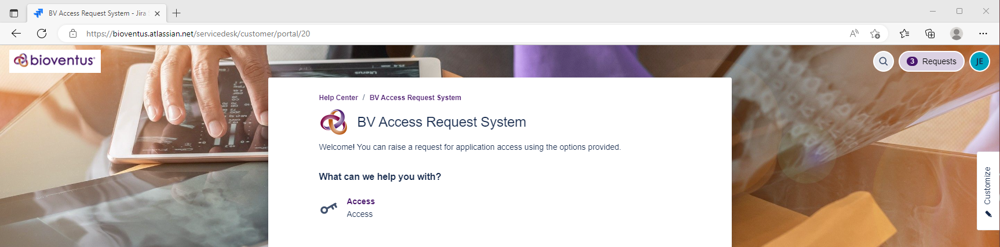 BV Access Request System - Jira
https://bioventus.atlassian.net/servicedesk/customer/portal/20
bioventus
3 Requests
JE
Help Center / BV Access Request System
BV Access Request System
Welcome! You can raise a request for application access using the options provided.
What can we help you with?
Access
Access
Customize
Uterus